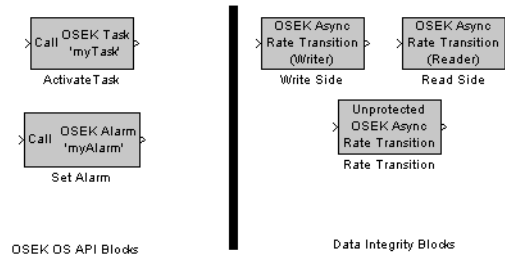 Call OSEK Task
'myTask'
ActivateTask
Call OSEK Alarm
'myAlarm'
Set Alarm
OSEK OS API Blocks
OSEK Async
Rate Transition
(Writer)
Write Side
OSEK Async
Rate Transition
(Reader)
Read Side
Unprotected
OSEK Async
Rate Transition
Rate Transition
Data Integrity Blocks